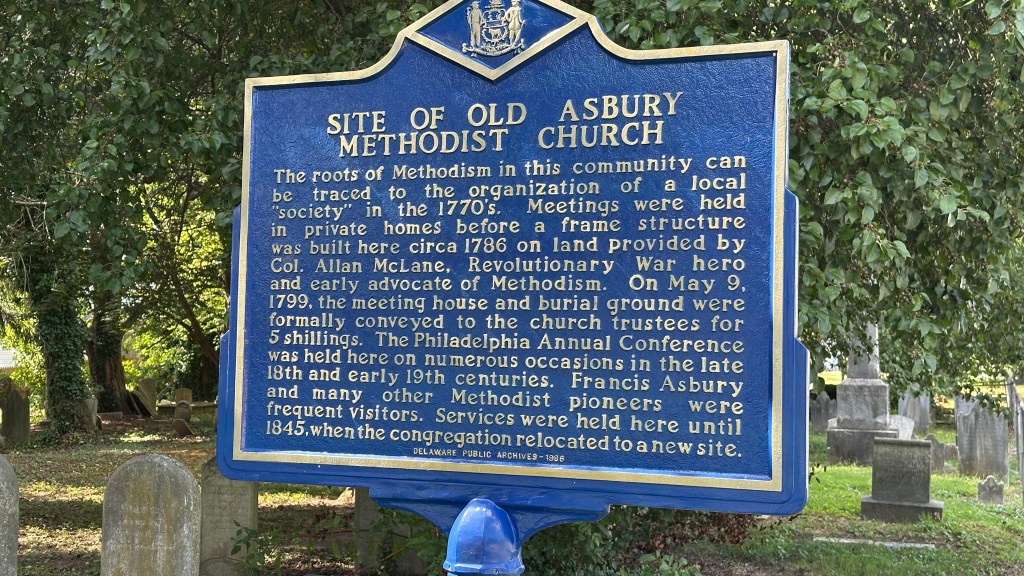 SITE OF OLD ASBURY
METHODIST CHURCH
The roots of Methodism in this community can
be traced to the organization of a local
"society" in the 1770's. Meetings were held
in private homes before a frame structure
was built here circa 1786 on land provided by
Col. Allan McLane, Revolutionary War hero
and early advocate of Methodism. On May 9,
1799, the meeting house and burial ground were
formally conveyed to the church trustees for
5 shillings. The Philadelphia Annual Conference
was held here on numerous occasions in the late
18th and early 19th centuries. Francis Asbury
and many other Methodist pioneers were
frequent visitors. Services were held here until
1845, when the congregation relocated to a new site.
DELAWARE PUBLIC ARCHIVES-1996